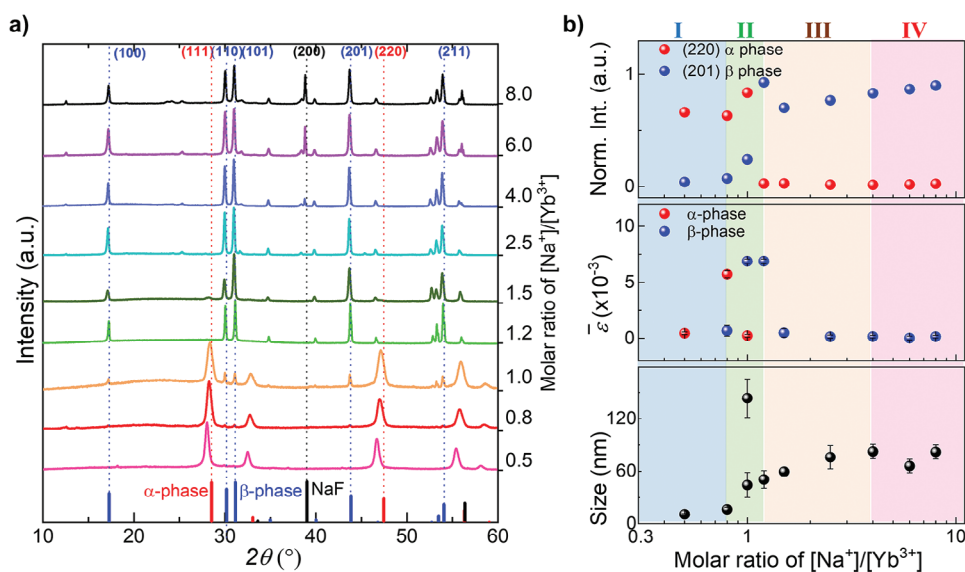 a)
(100) (111) (110) (101) (200) (201) (220) (211)
8.0
6.0
4.0
2.5
1.5
1.2
1.0
0.8
0.5
Intensity (a.u.)
Molar ratio of [Na⁺]/[Yb³⁺]
α-phase β-phase NaF
10 20 30 40 50 60
2θ (°)
b)
I II III IV
(220) α phase
(201) β phase
1
0
Norm. Int. (a.u.)
α-phase
β-phase
10
5
0
ε̄ (x10⁻³)
120
60
0
Size (nm)
0.3 1 10
Molar ratio of [Na⁺]/[Yb³⁺]